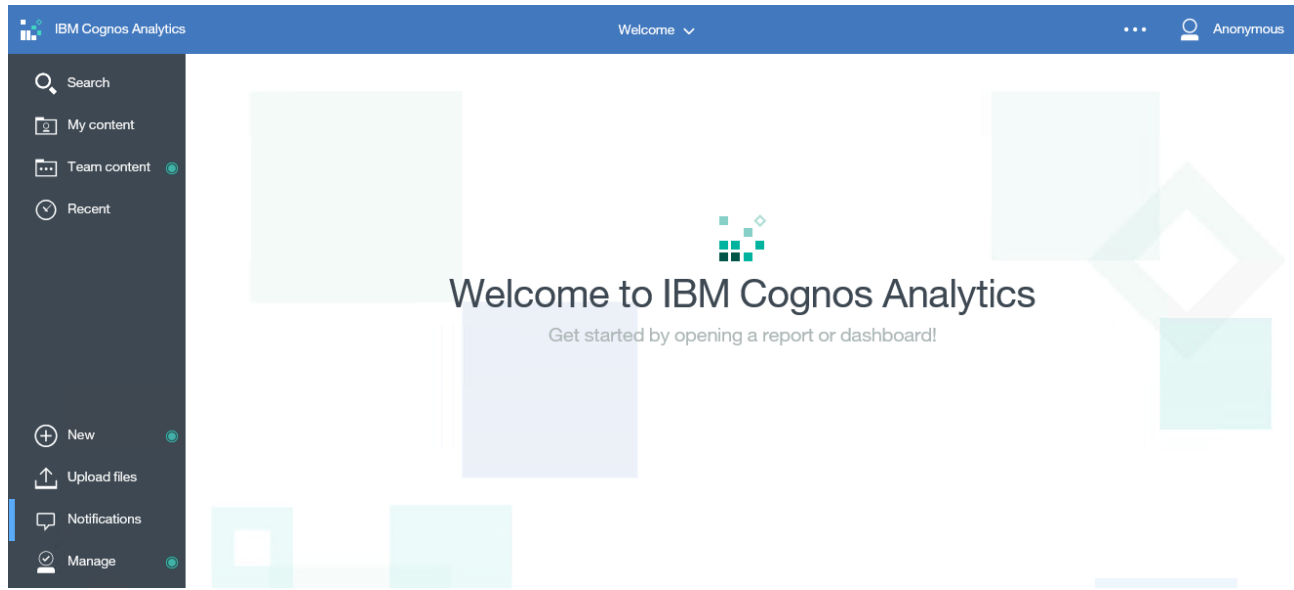 IBM Cognos Analytics
Welcome
Anonymous
Search
My content
Team content
Recent
Welcome to IBM Cognos Analytics
Get started by opening a report or dashboard!
New
Upload files
Notifications
Manage